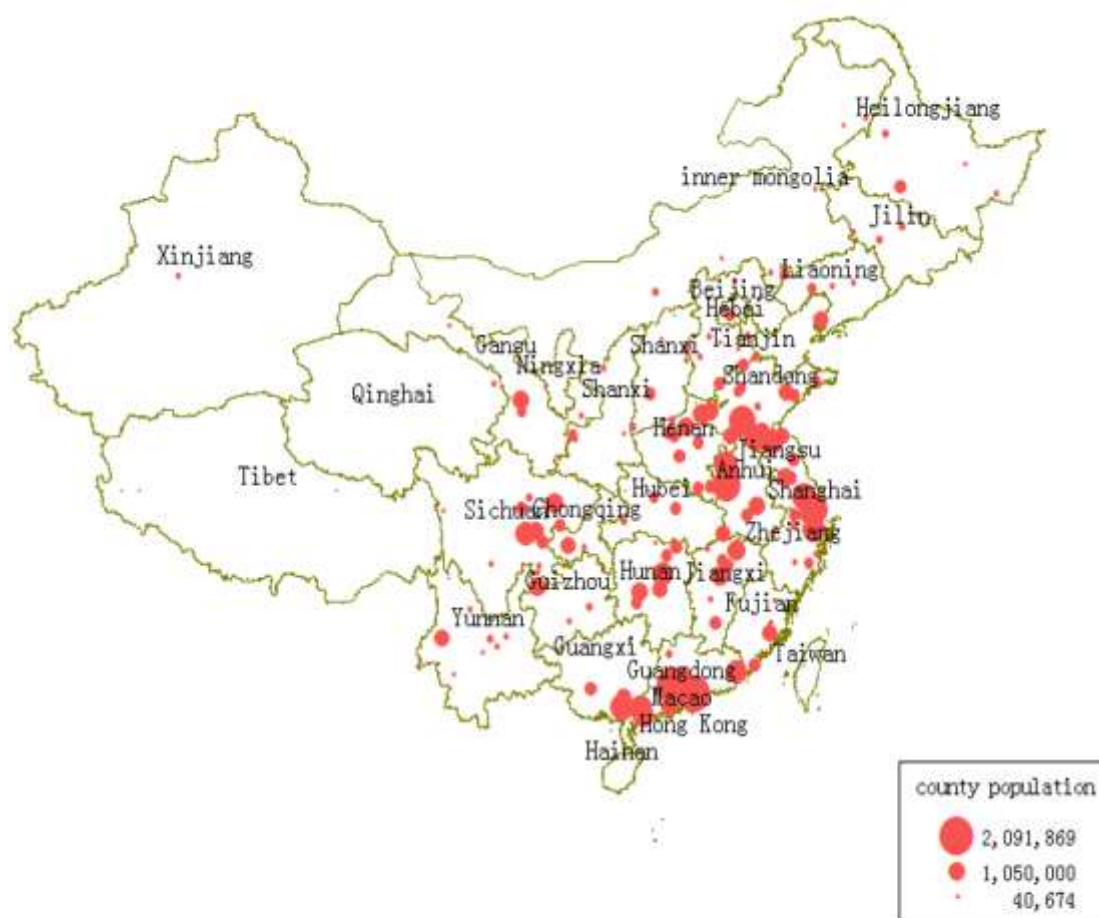 Heilongjiang
inner mongolia
Jilin
Xinjiang
Liaoning
Beijing
Hebei
Tianjin
Shanxi
Gansu
Ningxia
Shanxi
Shandong
Qinghai
Henan
Jiangsu
Anhui
Tibet
Hubei
Shanghai
Sichuan
Chongqing
Zhejiang
Guizhou
Hunan
Jiangxi
Fujian
Yunnan
Guangxi
Taiwan
Guangdong
Macao
Hong Kong
Hainan
county population
2,091,869
1,050,000
40,674